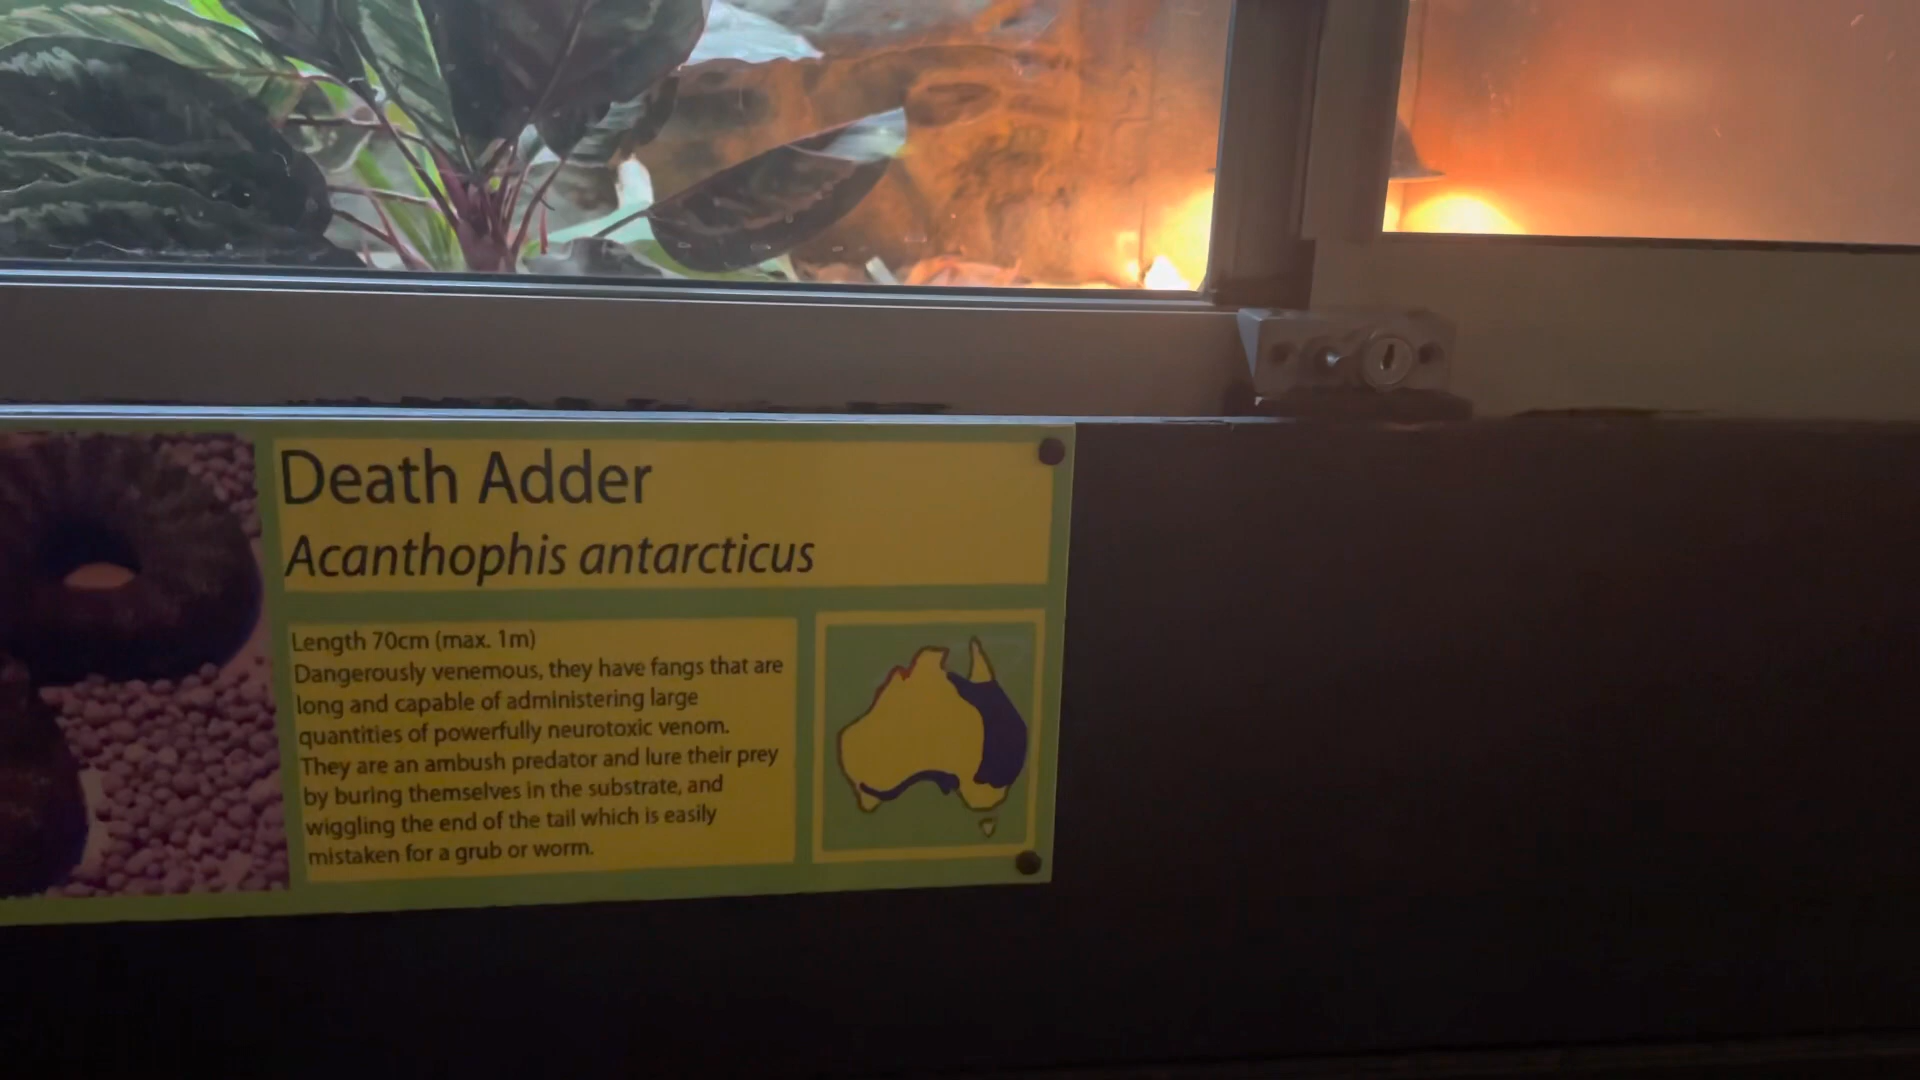 Death Adder
Acanthophis antarcticus
Length 70cm (max. 1m)
Dangerously venemous, they have fangs that are
long and capable of administering large
quantities of powerfully neurotoxic venom.
They are an ambush predator and lure their prey
by buring themselves in the substrate, and
wiggling the end of the tail which is easily
mistaken for a grub or worm.